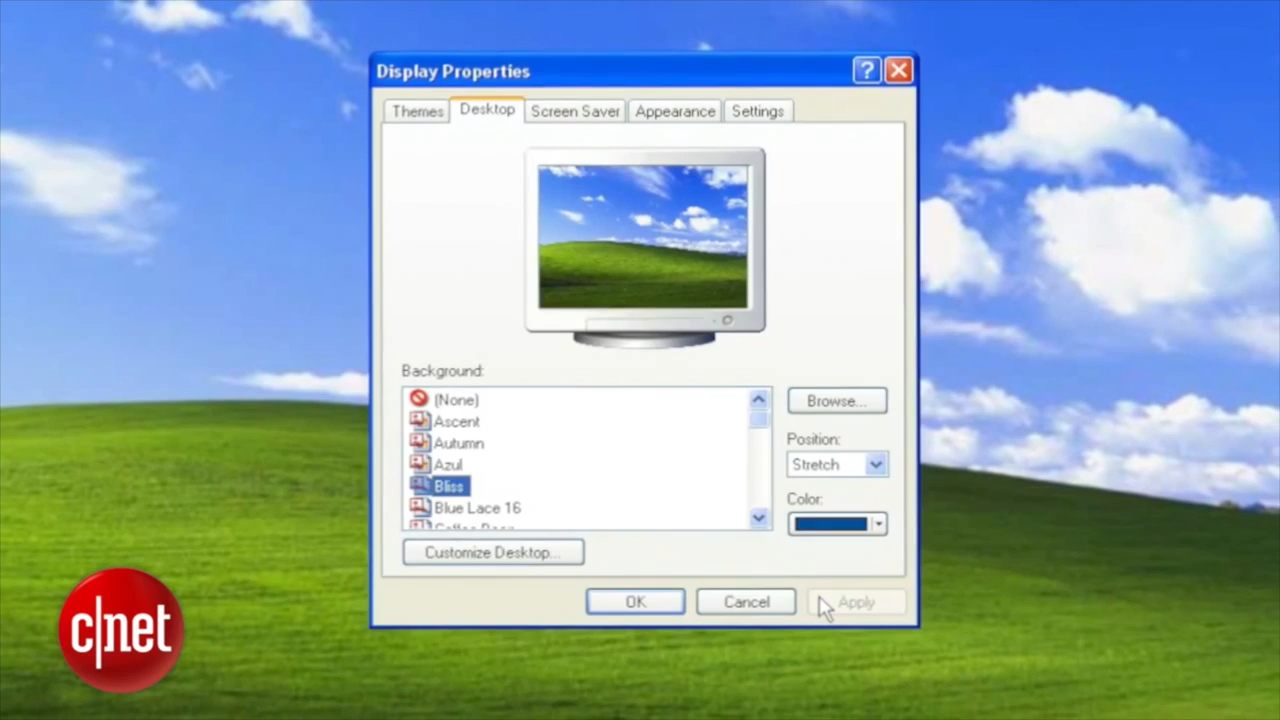 Display Properties
Themes Desktop Screen Saver Appearance Settings
Background:
(None)
Ascent
Autumn
Azul
Bliss
Blue Lace 16
Browse...
Position:
Stretch
Color:
Customize Desktop...
OK Cancel Apply
c|net